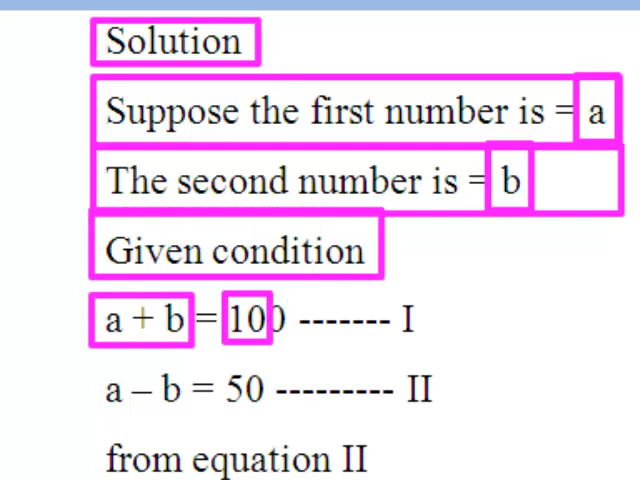 Solution
Suppose the first number is = a
The second number is = b
Given condition
a + b = 100 ------- I
a – b = 50 --------- II
from equation II